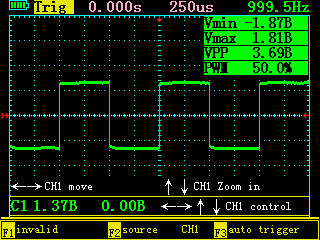 Trig 0.000s 250us 999.5Hz
Vmin -1.87B
Vmax 1.81B
VPP 3.69B
PWM 50.0%
CH1 move CH1 Zoom in
C1 1.37B 0.00B CH1 control
F1 invalid F2 source CH1 F3 auto trigger